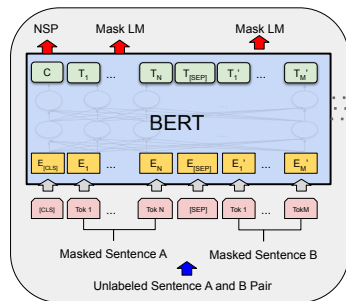 NSP Mask LM Mask LM
C T1 ... TN T[SEP] T1' ... TM'
BERT
E[CLS] E1 ... EN E[SEP] E1' ... EM'
[CLS] Tok 1 ... Tok N [SEP] Tok 1 ... TokM
Masked Sentence A Masked Sentence B
Unlabeled Sentence A and B Pair